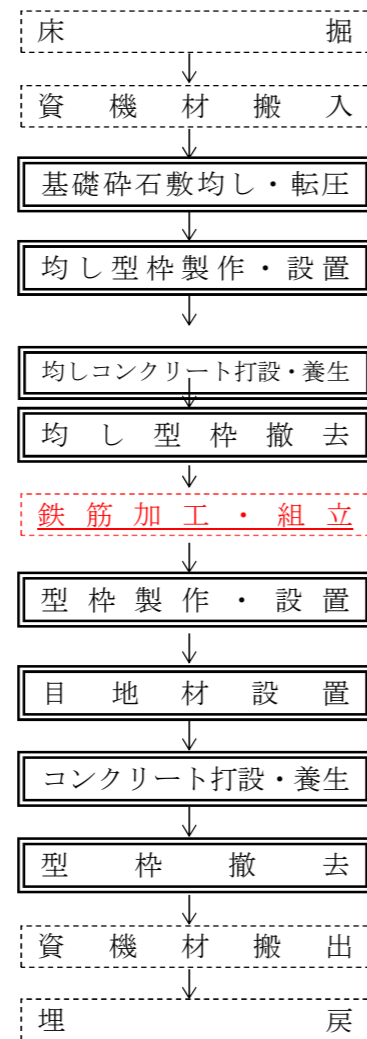 床掘
資機材搬入
基礎砕石敷均し・転圧
均し型枠製作・設置
均しコンクリート打設・養生
均し型枠撤去
鉄筋加工・組立
型枠製作・設置
目地材設置
コンクリート打設・養生
型枠撤去
資機材搬出
埋戻